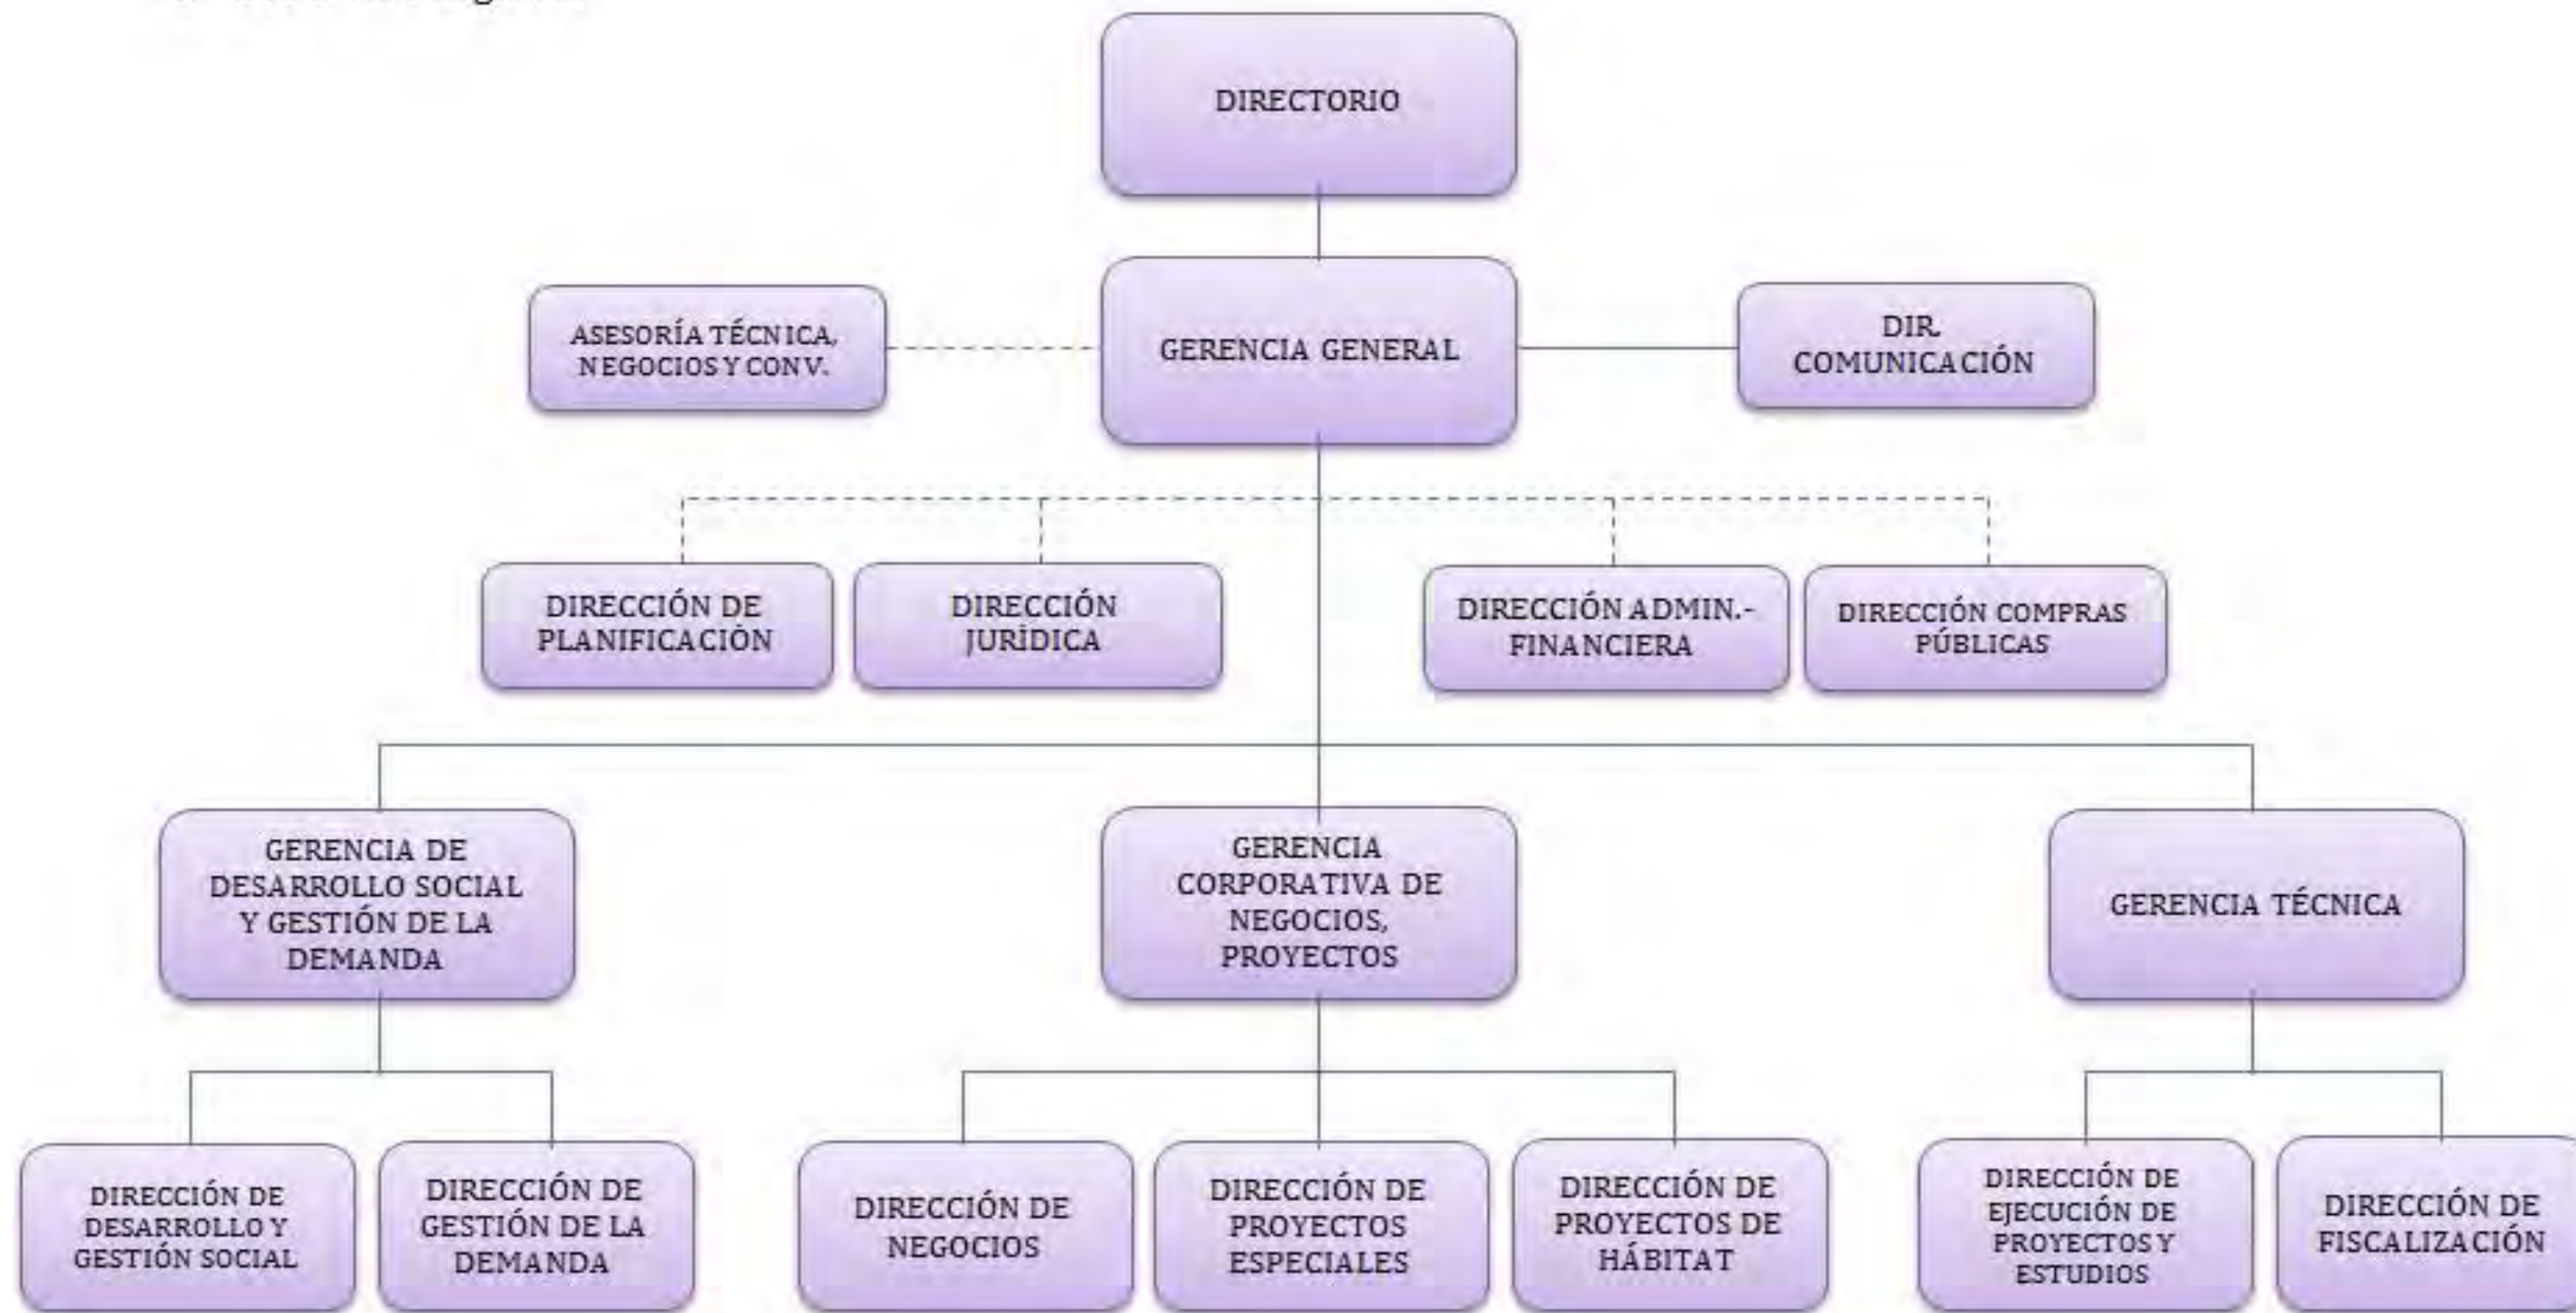 DIRECTORIO
ASESORÍA TÉCNICA,
NEGOCIOS Y CONV.
GERENCIA GENERAL
DIR.
COMUNICACIÓN
DIRECCIÓN DE
PLANIFICACIÓN
DIRECCIÓN
JURÍDICA
DIRECCIÓN ADMIN.-
FINANCIERA
DIRECCIÓN COMPRAS
PÚBLICAS
GERENCIA DE
DESARROLLO SOCIAL
Y GESTIÓN DE LA
DEMANDA
GERENCIA
CORPORATIVA DE
NEGOCIOS,
PROYECTOS
GERENCIA TÉCNICA
DIRECCIÓN DE
DESARROLLO Y
GESTIÓN SOCIAL
DIRECCIÓN DE
GESTIÓN DE LA
DEMANDA
DIRECCIÓN DE
NEGOCIOS
DIRECCIÓN DE
PROYECTOS
ESPECIALES
DIRECCIÓN DE
PROYECTOS DE
HÁBITAT
DIRECCIÓN DE
EJECUCIÓN DE
PROYECTOS Y
ESTUDIOS
DIRECCIÓN DE
FISCALIZACIÓN